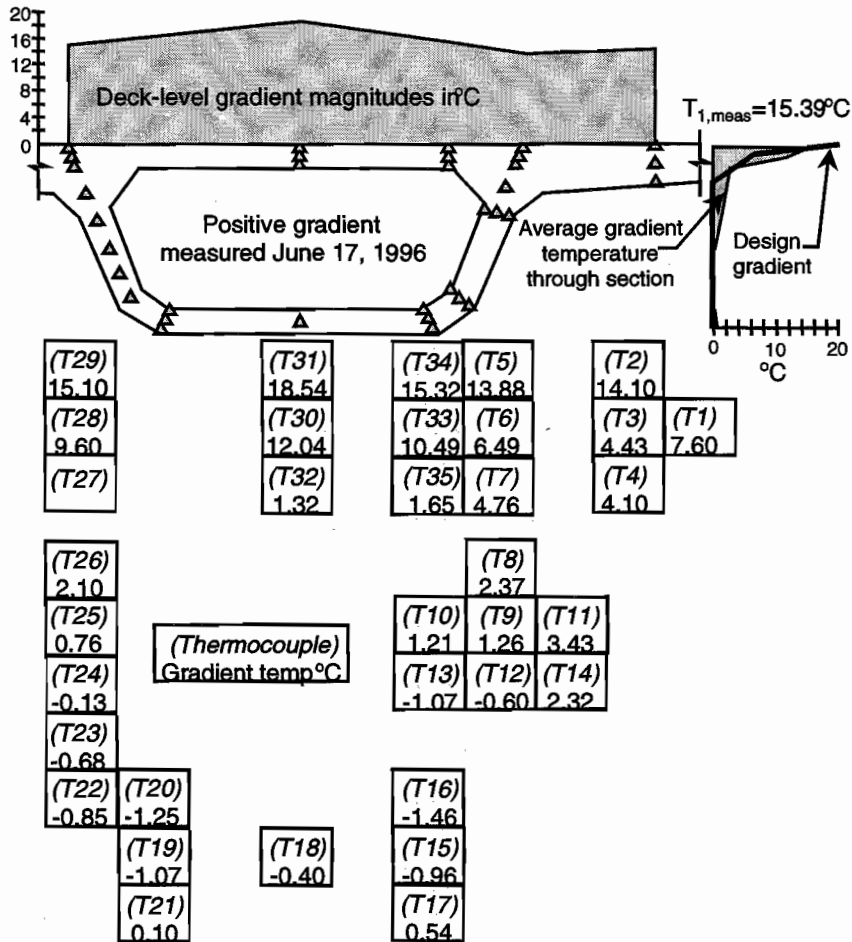 20
16
12
8
4
0
Deck-level gradient magnitudes in°C
T1,meas=15.39°C
Positive gradient
measured June 17, 1996
Average gradient
temperature
through section
Design
gradient
0 10 20
°C
(T29) (T31) (T34) (T5) (T2)
15.10 18.54 15.32 13.88 14.10
(T28) (T30) (T33) (T6) (T3) (T1)
9.60 12.04 10.49 6.49 4.43 7.60
(T27) (T32) (T35) (T7) (T4)
1.32 1.65 4.76 4.10
(T26) (T8)
2.10 2.37
(T25) (T10) (T9) (T11)
0.76 1.21 1.26 3.43
(Thermocouple)
Gradient temp°C
(T24) (T13) (T12) (T14)
-0.13 -1.07 -0.60 2.32
(T23)
-0.68
(T22) (T20) (T16)
-0.85 -1.25 -1.46
(T19) (T18) (T15)
-1.07 -0.40 -0.96
(T21) (T17)
0.10 0.54